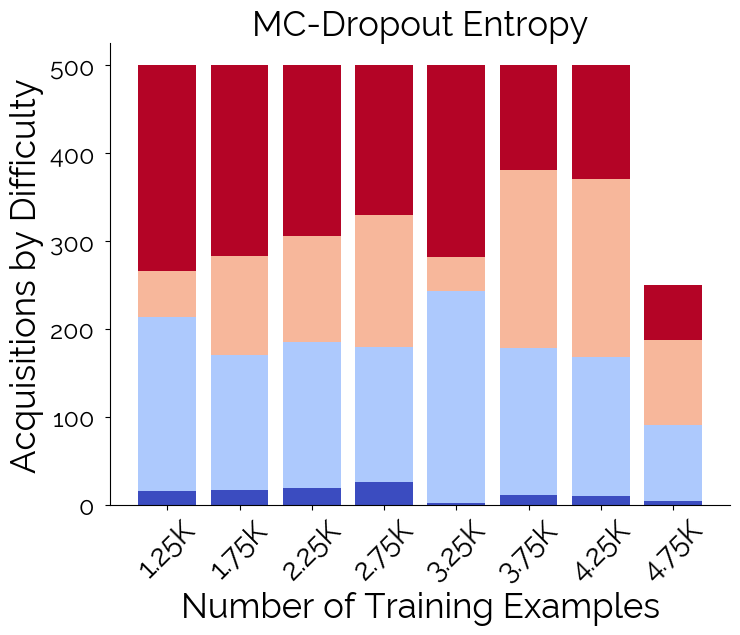 MC-Dropout Entropy
Acquisitions by Difficulty
500
400
300
200
100
0
1.25K
1.75K
2.25K
2.75K
3.25K
3.75K
4.25K
4.75K
Number of Training Examples